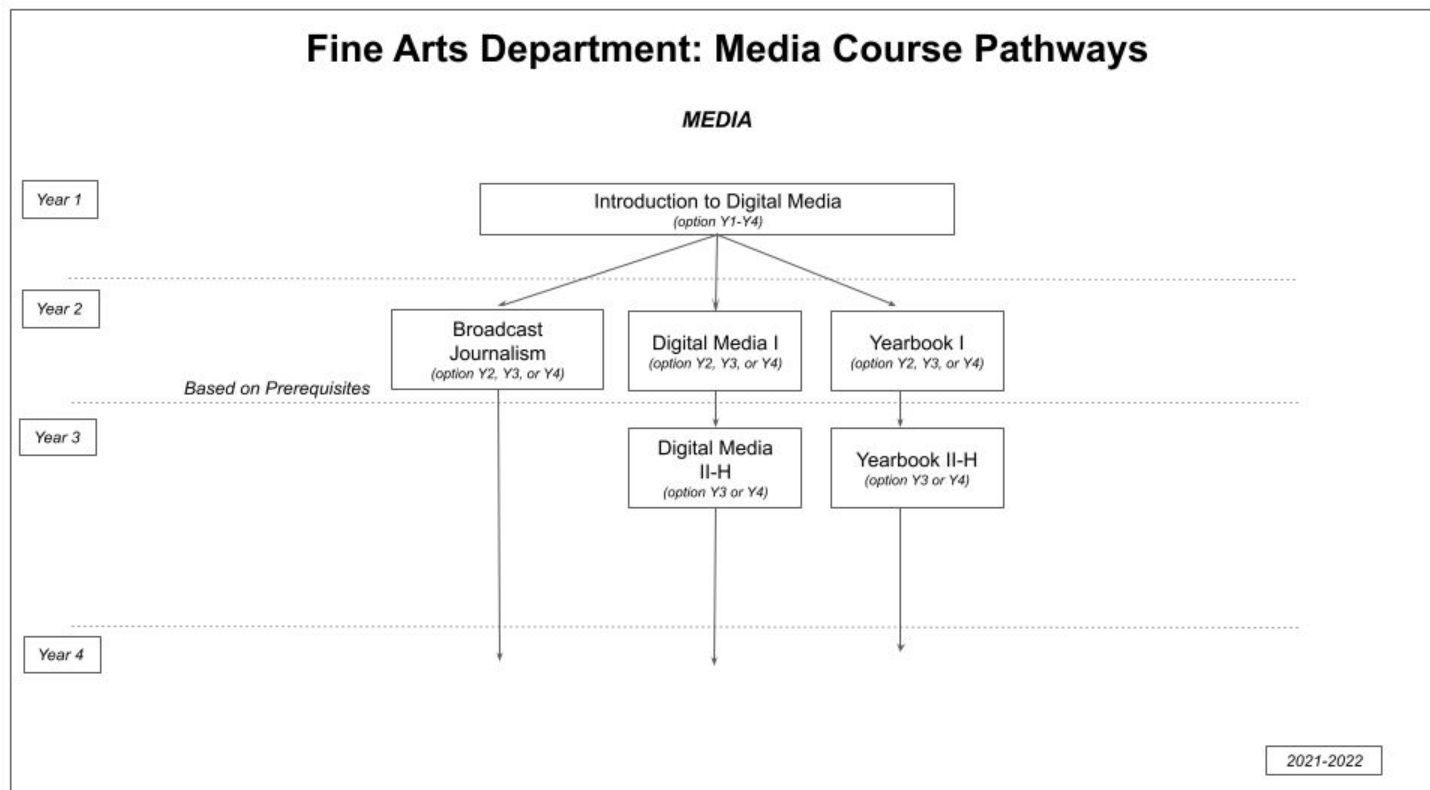 Fine Arts Department: Media Course Pathways
MEDIA
Year 1
Introduction to Digital Media
(option Y1-Y4)
Year 2
Broadcast
Journalism
(option Y2, Y3, or Y4)
Digital Media I
(option Y2, Y3, or Y4)
Yearbook I
(option Y2, Y3, or Y4)
Based on Prerequisites
Year 3
Digital Media
II-H
(option Y3 or Y4)
Yearbook II-H
(option Y3 or Y4)
Year 4
2021-2022